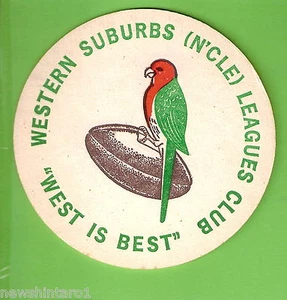 WESTERN SUBURBS (N'CLE) LEAGUES CLUB
"WEST IS BEST"
newshintaro1